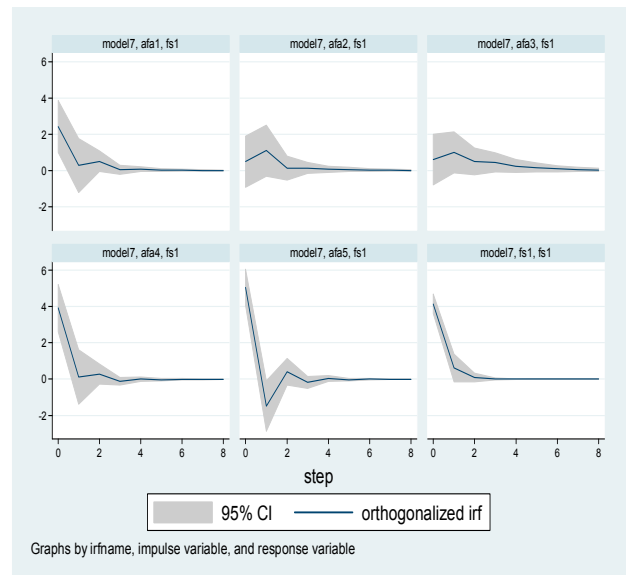 model7, afa1, fs1
model7, afa2, fs1
model7, afa3, fs1
6
4
2
0
-2
model7, afa4, fs1
model7, afa5, fs1
model7, fs1, fs1
6
4
2
0
-2
0 2 4 6 8
0 2 4 6 8
0 2 4 6 8
step
95% CI
orthogonalized irf
Graphs by irfname, impulse variable, and response variable